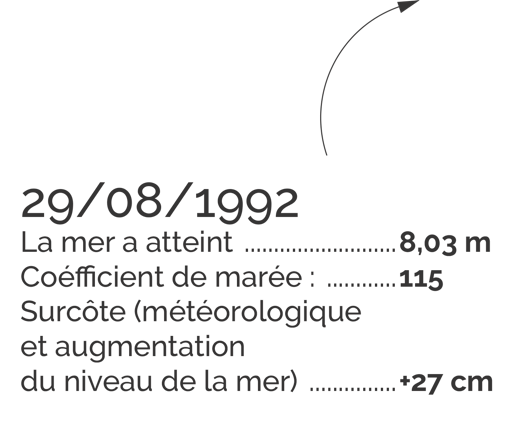 29/08/1992
La mer a atteint ..........................8,03 m
Coéfficient de marée : ............115
Surcôte (météorologique
et augmentation
du niveau de la mer) ...............+27 cm